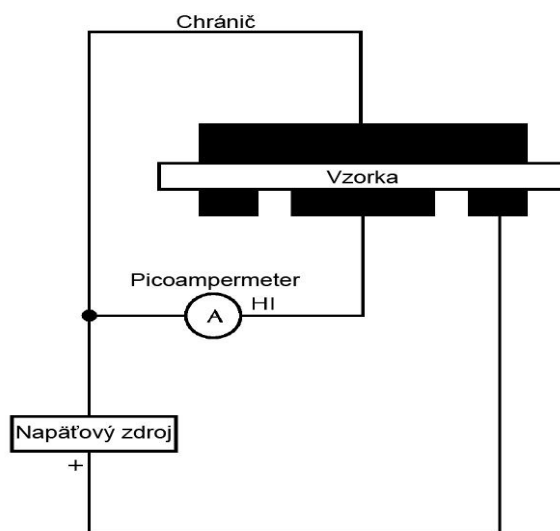 Chránič
Vzorka
Picoampermeter
HI
A
Napäťový zdroj
+